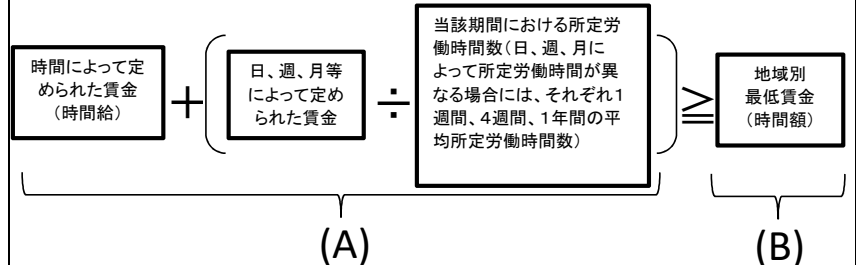 時間によって定
められた賃金
(時間給)
+
日、週、月等
によって定め
られた賃金
÷
当該期間における所定労
働時間数(日、週、月に
よって所定労働時間が異
なる場合には、それぞれ1
週間、4週間、1年間の平
均所定労働時間数)
≧
地域別
最低賃金
(時間額)
(A)
(B)